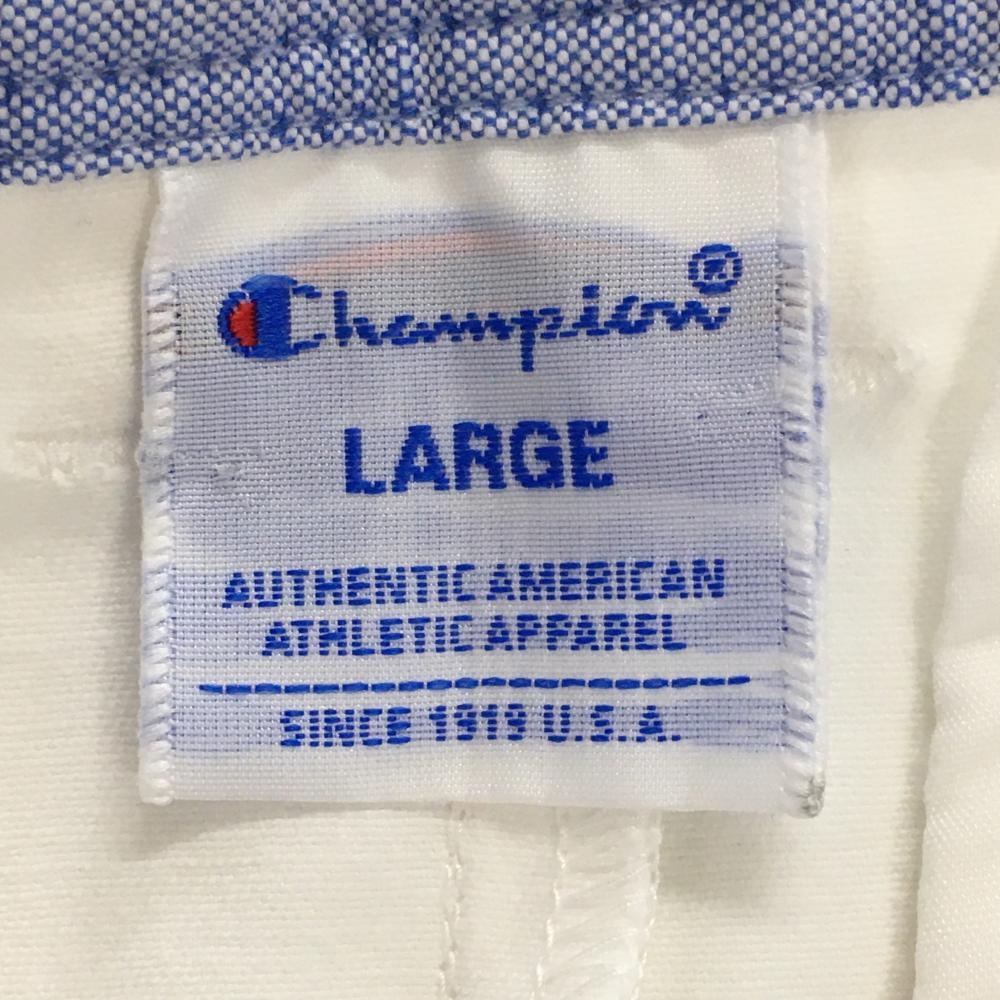 Champion®
LARGE
AUTHENTIC AMERICAN
ATHLETIC APPAREL
SINCE 1919 U.S.A.